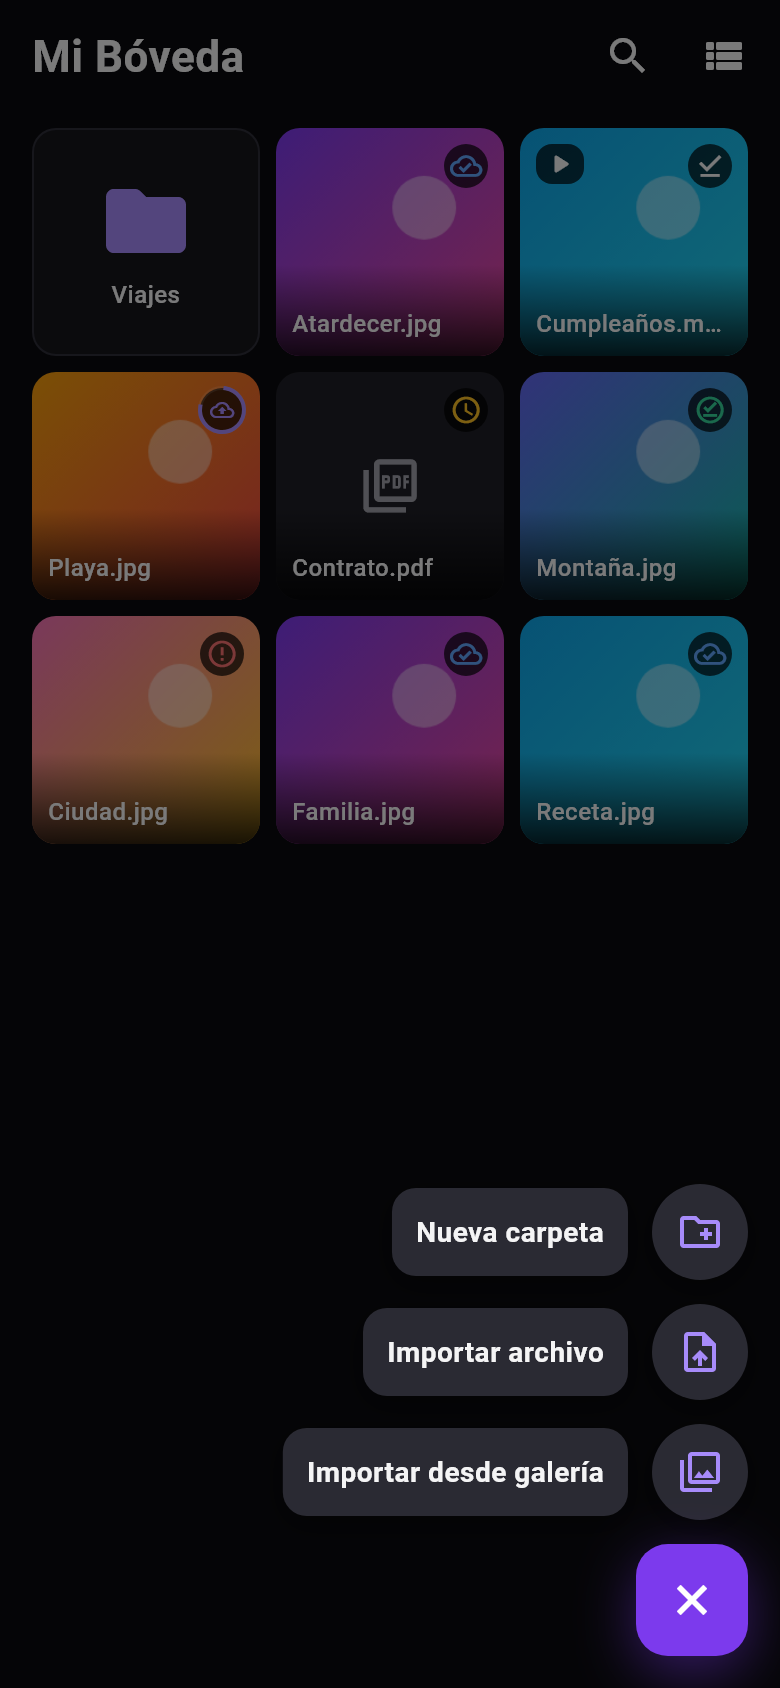 Mi Bóveda
Viajes
Atardecer.jpg
Cumpleaños.m...
Playa.jpg
PDF
Contrato.pdf
Montaña.jpg
Ciudad.jpg
Familia.jpg
Receta.jpg
Nueva carpeta
Importar archivo
Importar desde galería